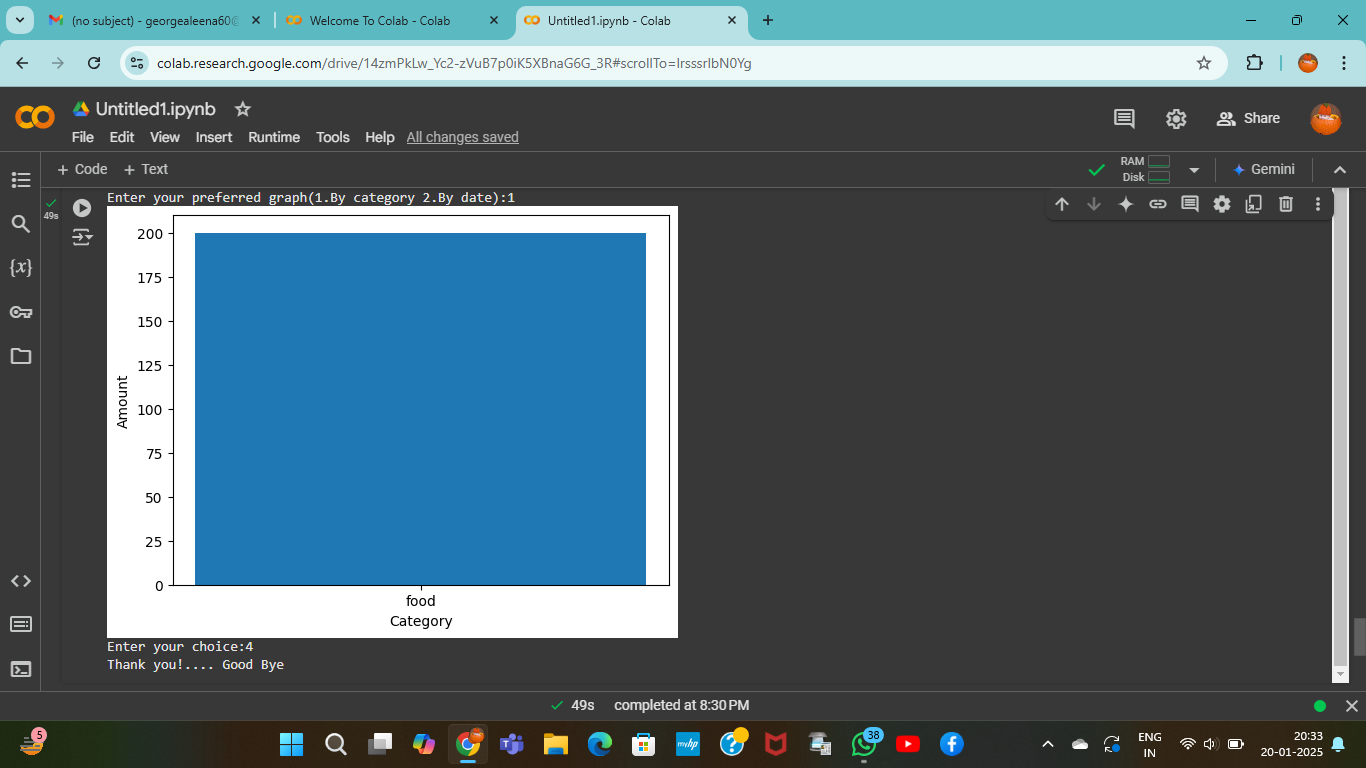 (no subject) - georgealeena60@
Welcome To Colab - Colab
Untitled1.ipynb - Colab
colab.research.google.com/drive/14zmPkLw_Yc2-zVuB7p0iK5XBnaG6G_3R#scrollTo=lrsssrlbN0Yg
Untitled1.ipynb
File Edit View Insert Runtime Tools Help All changes saved
Share
+ Code + Text
RAM
Disk
Gemini
49s
Enter your preferred graph(1.By category 2.By date):1
{x}
200
175
150
125
100
75
50
25
0
Amount
food
Category
Enter your choice:4
Thank you!.... Good Bye
49s completed at 8:30 PM
5
myhp
38
ENG
IN
20:33
20-01-2025